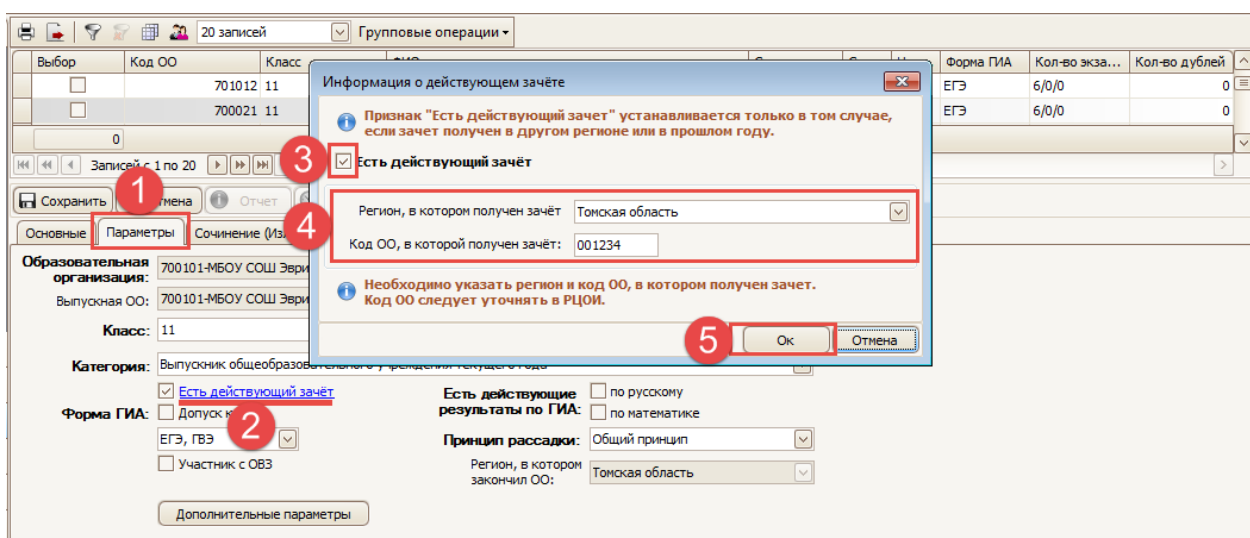 20 записей Групповые операции
Выбор Код ОО Класс Форма ГИА Кол-во экза... Кол-во дублей
701012 11 ЕГЭ 6/0/0 0
700021 11 ЕГЭ 6/0/0 0
0
Записей с 1 по 20
Сохранить Отчет
1
Основные Параметры Сочинение
Образовательная организация: 700101-МБОУ СОШ
Выпускная ОО: 700101-МБОУ СОШ
Класс: 11
Категория: Выпускник
Есть действующий зачёт
2
Форма ГИА: Допуск
ЕГЭ, ГВЭ
Участник с ОВЗ
Дополнительные параметры
Есть действующие результаты по ГИА:
по русскому
по математике
Принцип рассадки: Общий принцип
Регион, в котором закончил ОО: Томская область
Информация о действующем зачёте
Признак "Есть действующий зачет" устанавливается только в том случае,
если зачет получен в другом регионе или в прошлом году.
3
Есть действующий зачёт
4
Регион, в котором получен зачёт Томская область
Код ОО, в которой получен зачёт: 001234
Необходимо указать регион и код ОО, в котором получен зачет.
Код ОО следует уточнять в РЦОИ.
5
Ок Отмена